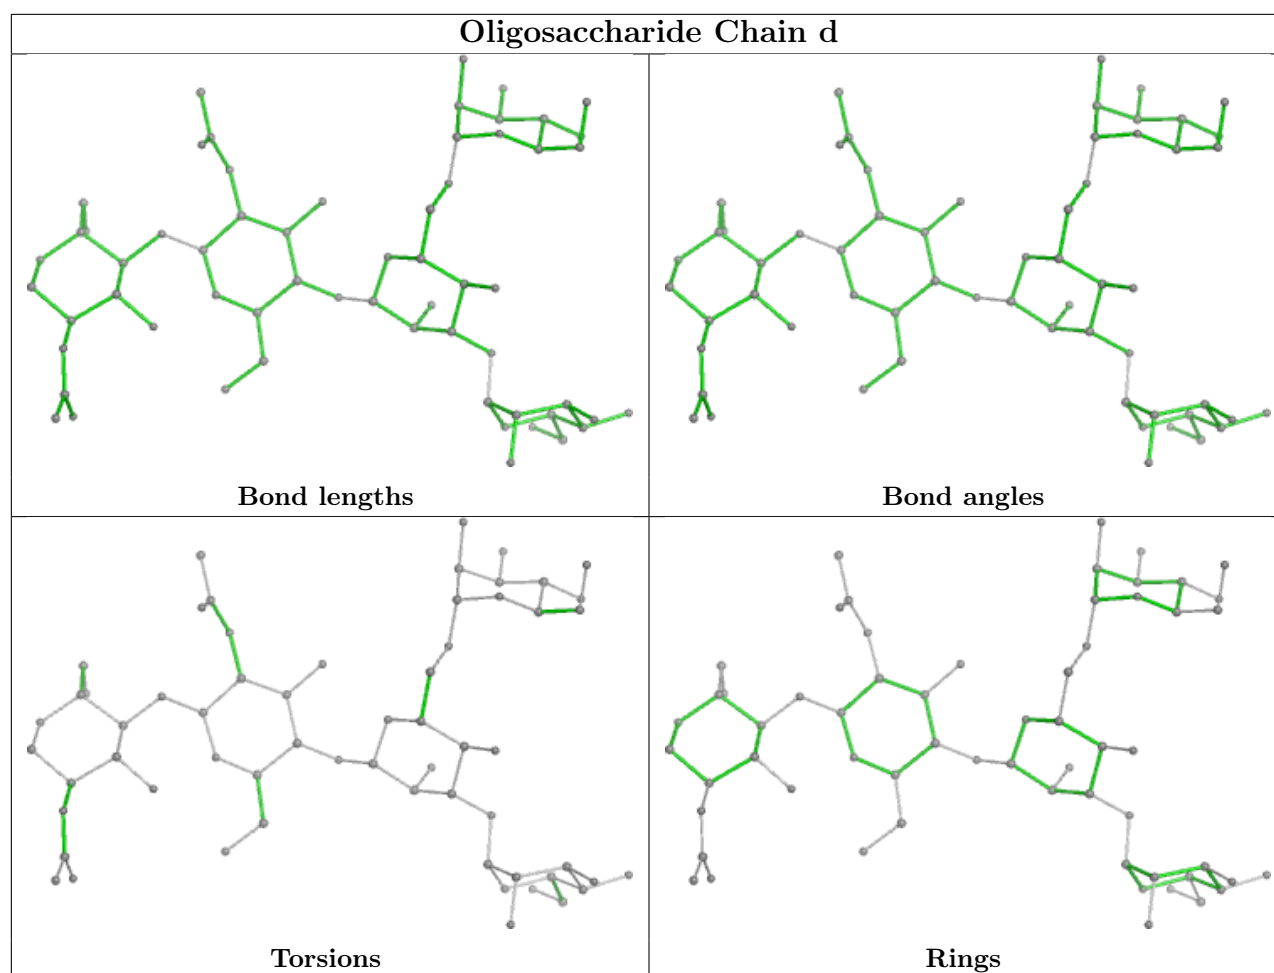 Oligosaccharide Chain d
Bond lengths
Bond angles
Torsions
Rings